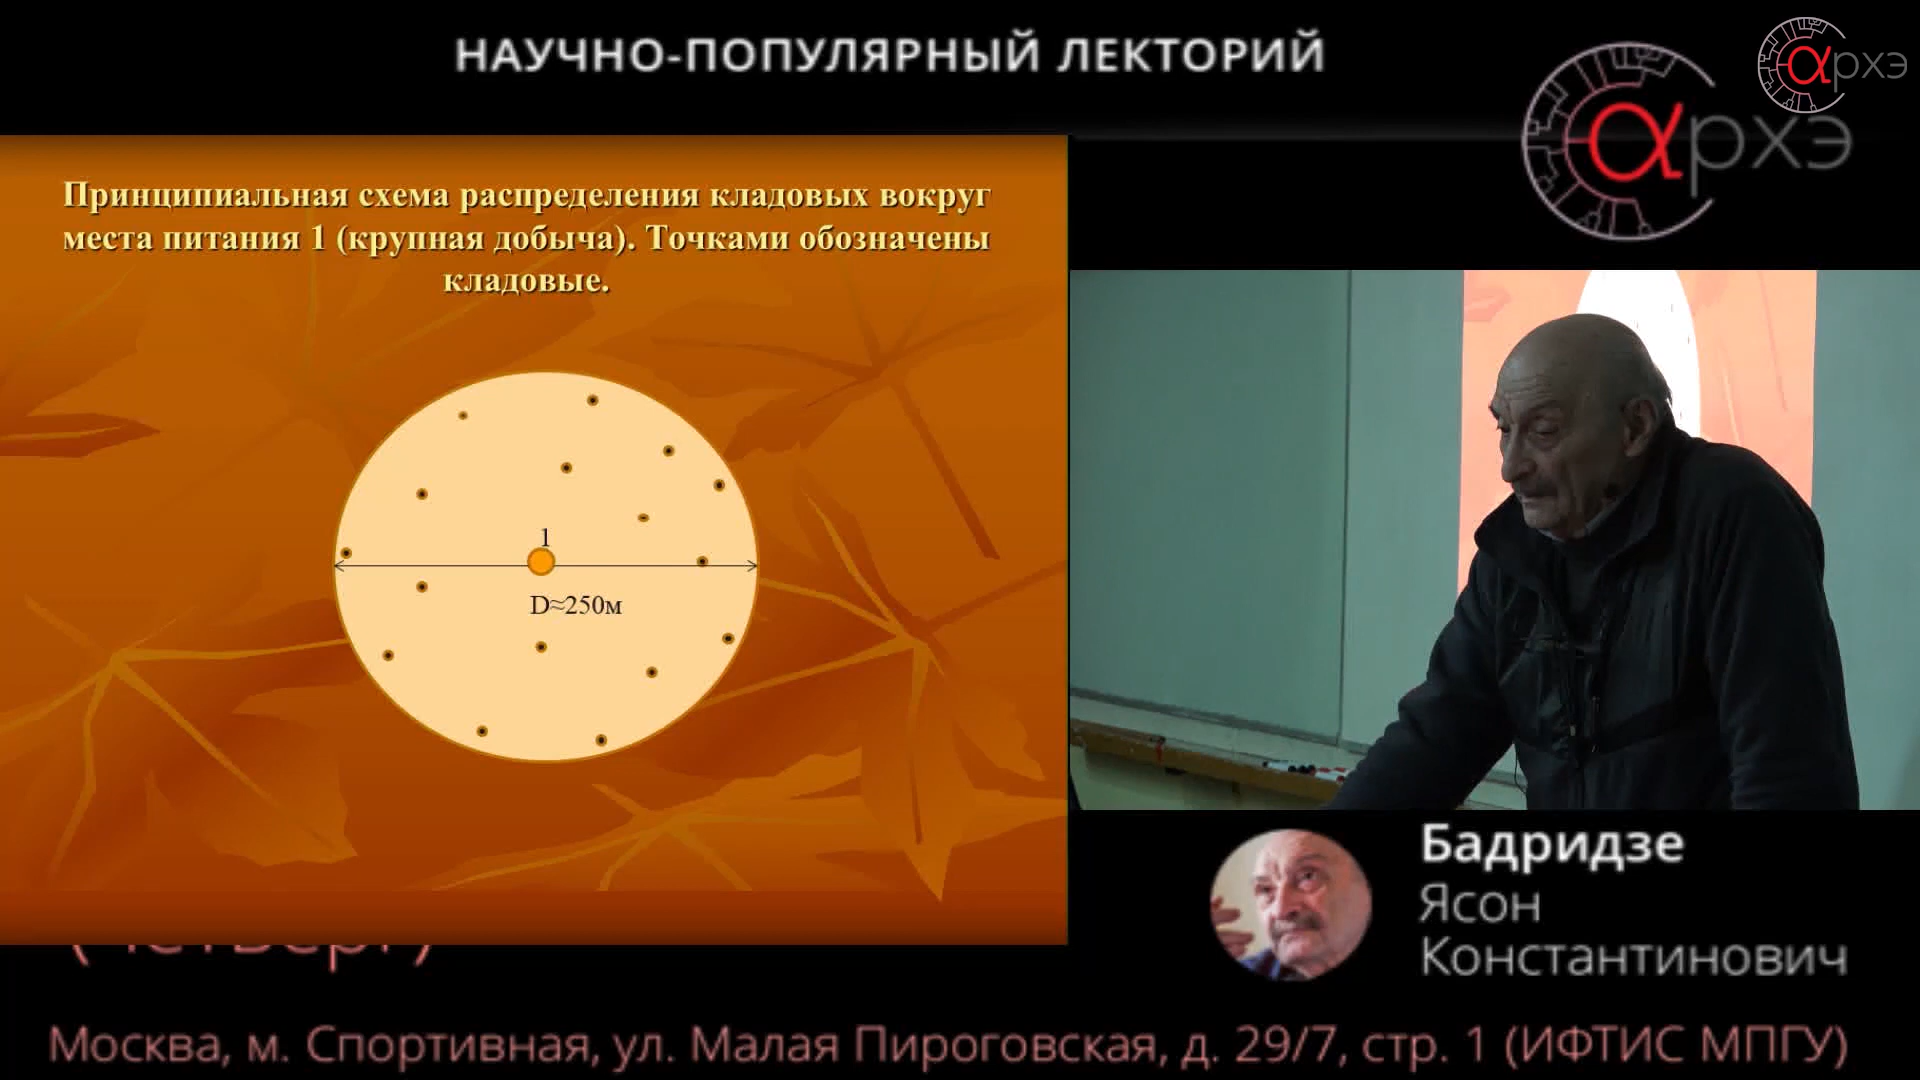 НАУЧНО-ПОПУЛЯРНЫЙ ЛЕКТОРИЙ
αрхэ
αрхэ
Принципиальная схема распределения кладовых вокруг
места питания 1 (крупная добыча). Точками обозначены
кладовые.
1
D≈250м
Бадридзе
Ясон
Константинович
(Четверг)
Москва, м. Спортивная, ул. Малая Пироговская, д. 29/7, стр. 1 (ИФТИС МПГУ)